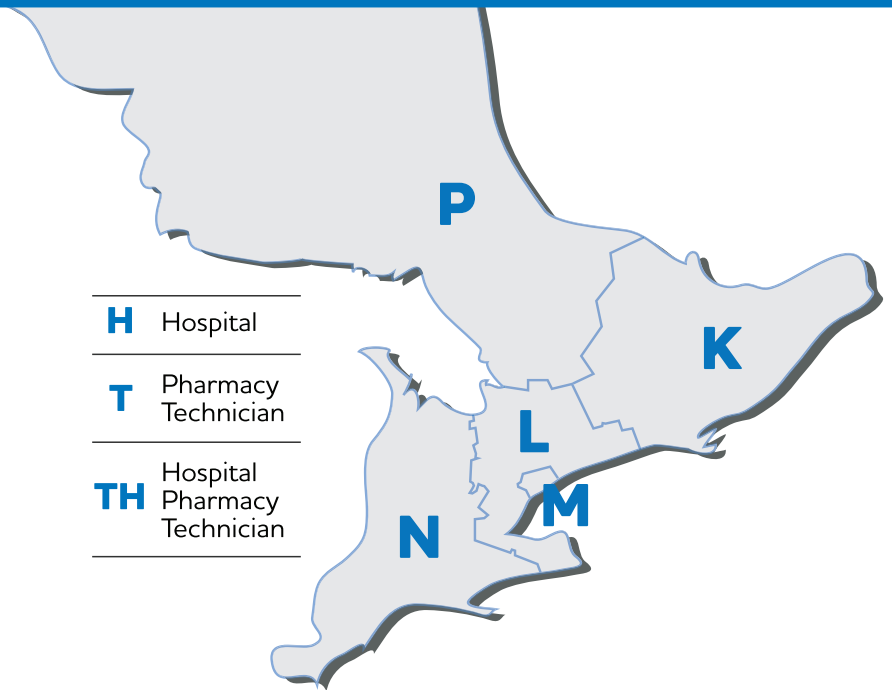 P
K
H Hospital
T Pharmacy
Technician
L
TH Hospital
Pharmacy
Technician
M
N